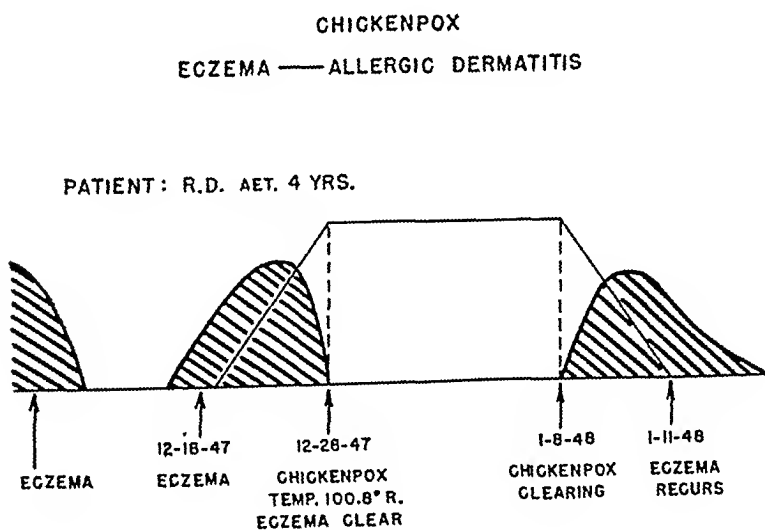 CHICKENPOX
ECZEMA — ALLERGIC DERMATITIS
PATIENT: R.D. AET. 4 YRS.
ECZEMA
12-16-47
ECZEMA
12-26-47
CHICKENPOX
TEMP. 100.8° R.
ECZEMA CLEAR
1-8-48
CHICKENPOX
CLEARING
1-11-48
ECZEMA
RECURS